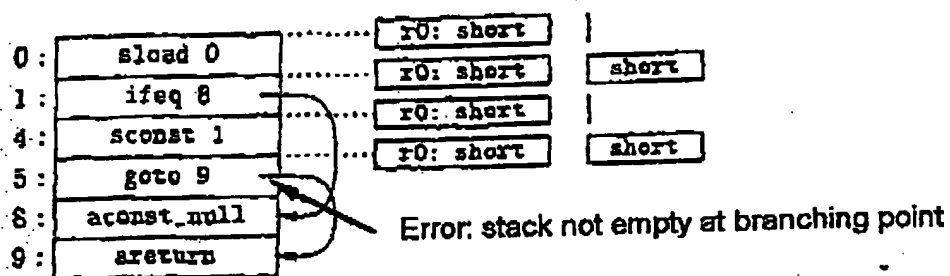 r0: short
0: sload 0
r0: short short
1: ifeq 8
r0: short
4: sconst 1
r0: short short
5: goto 9
8: aconst_null
Error: stack not empty at branching point
9: areturn